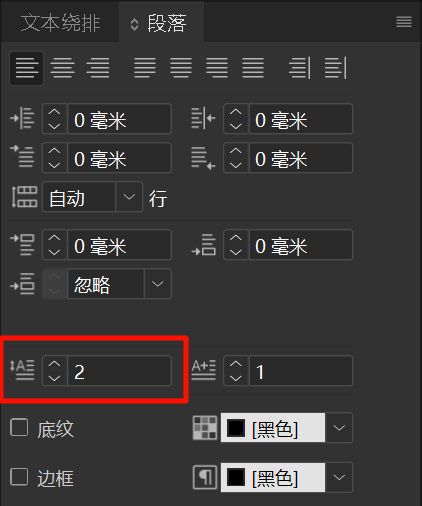 文本绕排 段落
0 毫米 0 毫米
0 毫米 0 毫米
自动 行
0 毫米 0 毫米
忽略
2 1
底纹 [黑色]
边框 [黑色]